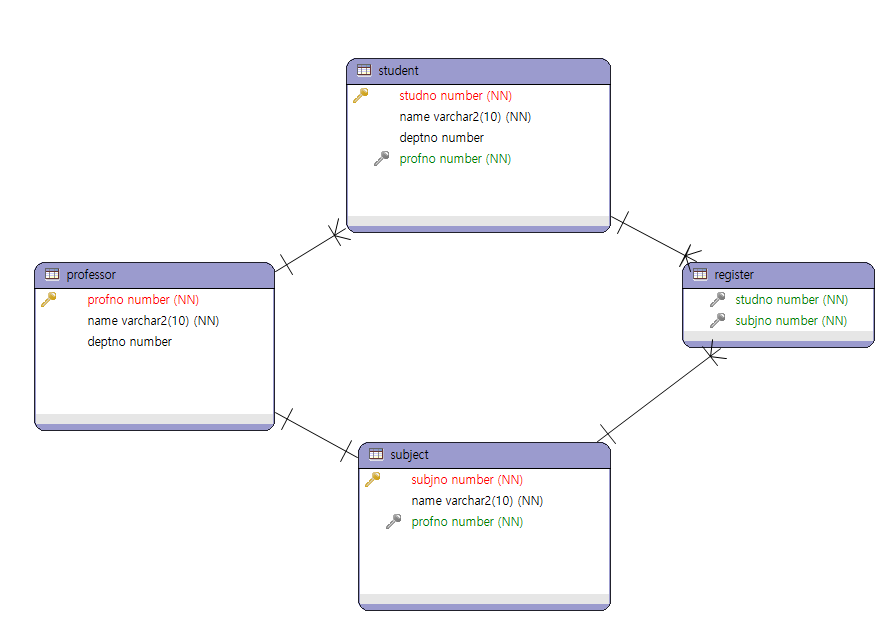 student
studno number (NN)
name varchar2(10) (NN)
deptno number
profno number (NN)
professor
profno number (NN)
name varchar2(10) (NN)
deptno number
register
studno number (NN)
subjno number (NN)
subject
subjno number (NN)
name varchar2(10) (NN)
profno number (NN)